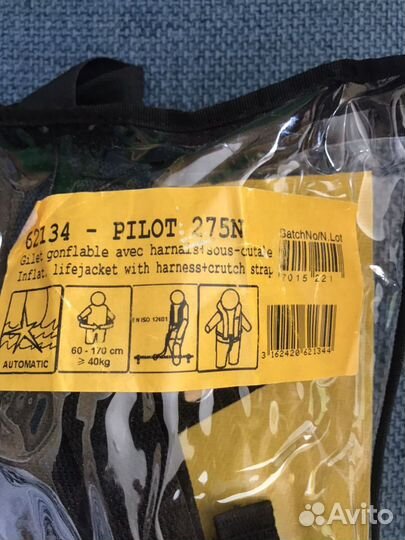 62134 - PILOT 275N
Gilet gonflable avec harnais+sous-cuta'e
Inflat. lifejacket with harness+crutch strap
BatchNo/N.Lot
7015 221
AUTOMATIC
60 - 170 cm
≥ 40kg
EN ISO 12401
3 162420 621344
Avito